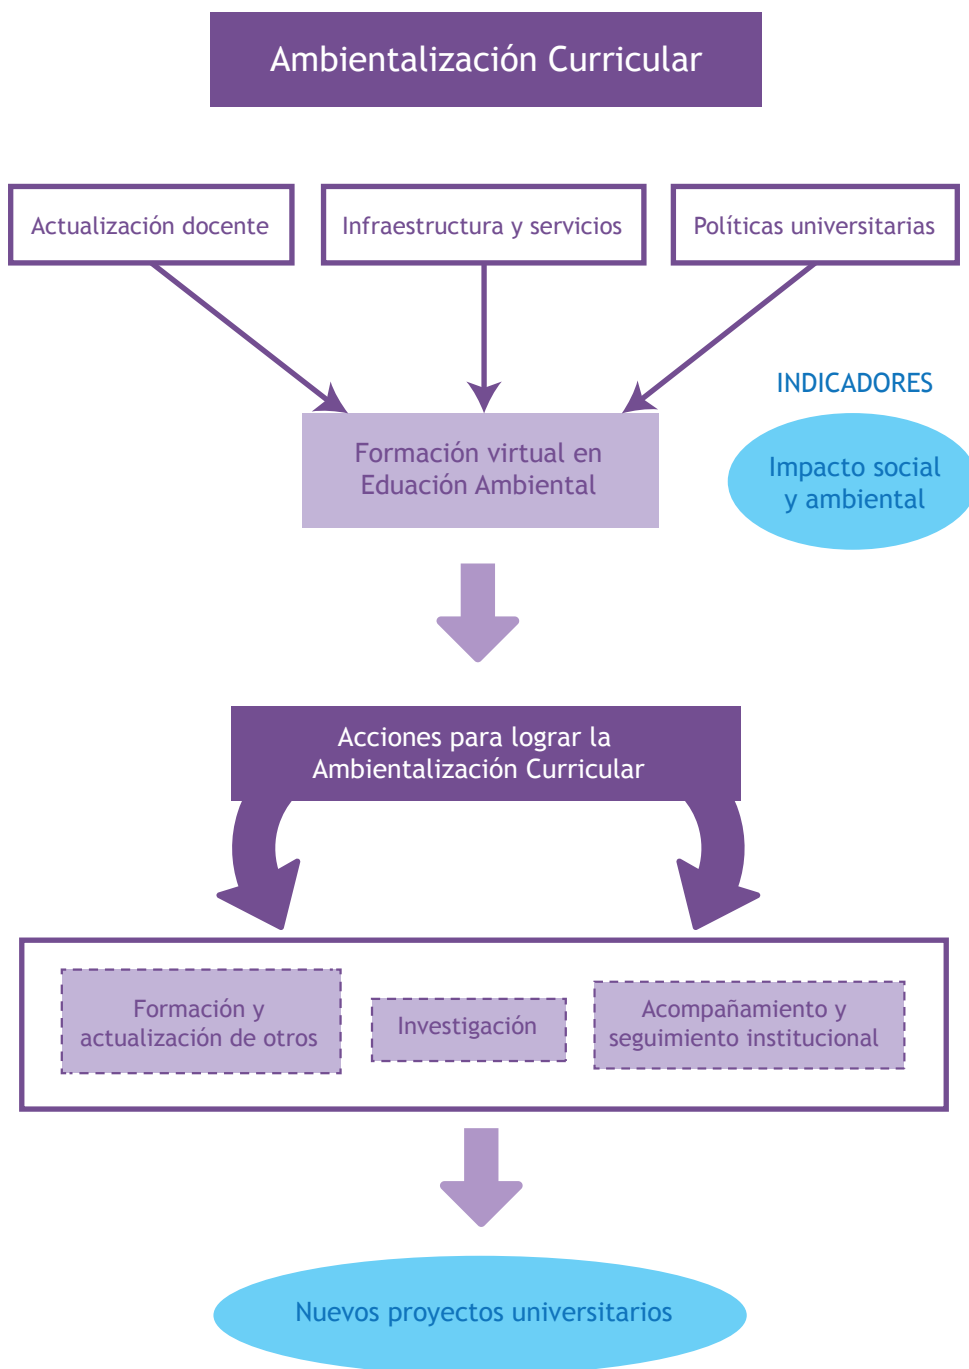 Ambientalización Curricular
Actualización docente
Infraestructura y servicios
Políticas universitarias
INDICADORES
Formación virtual en
Eduación Ambiental
Impacto social
y ambiental
Acciones para lograr la
Ambientalización Curricular
Formación y
actualización de otros
Investigación
Acompañamiento y
seguimiento institucional
Nuevos proyectos universitarios